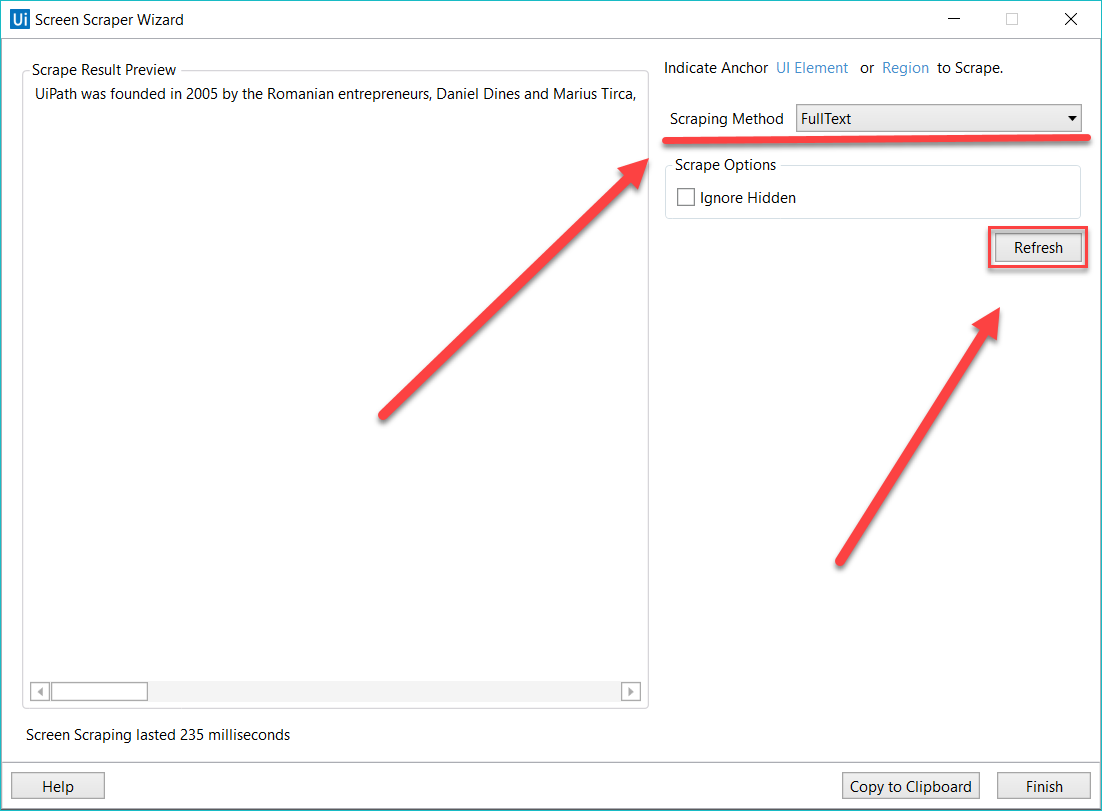 Ui Screen Scraper Wizard
Scrape Result Preview
UiPath was founded in 2005 by the Romanian entrepreneurs, Daniel Dines and Marius Tirca,
Indicate Anchor UI Element or Region to Scrape.
Scraping Method FullText
Scrape Options
Ignore Hidden
Refresh
Screen Scraping lasted 235 milliseconds
Help Copy to Clipboard Finish